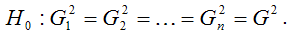 H₀ : G₁² = G₂² = … = Gₙ² = G² .